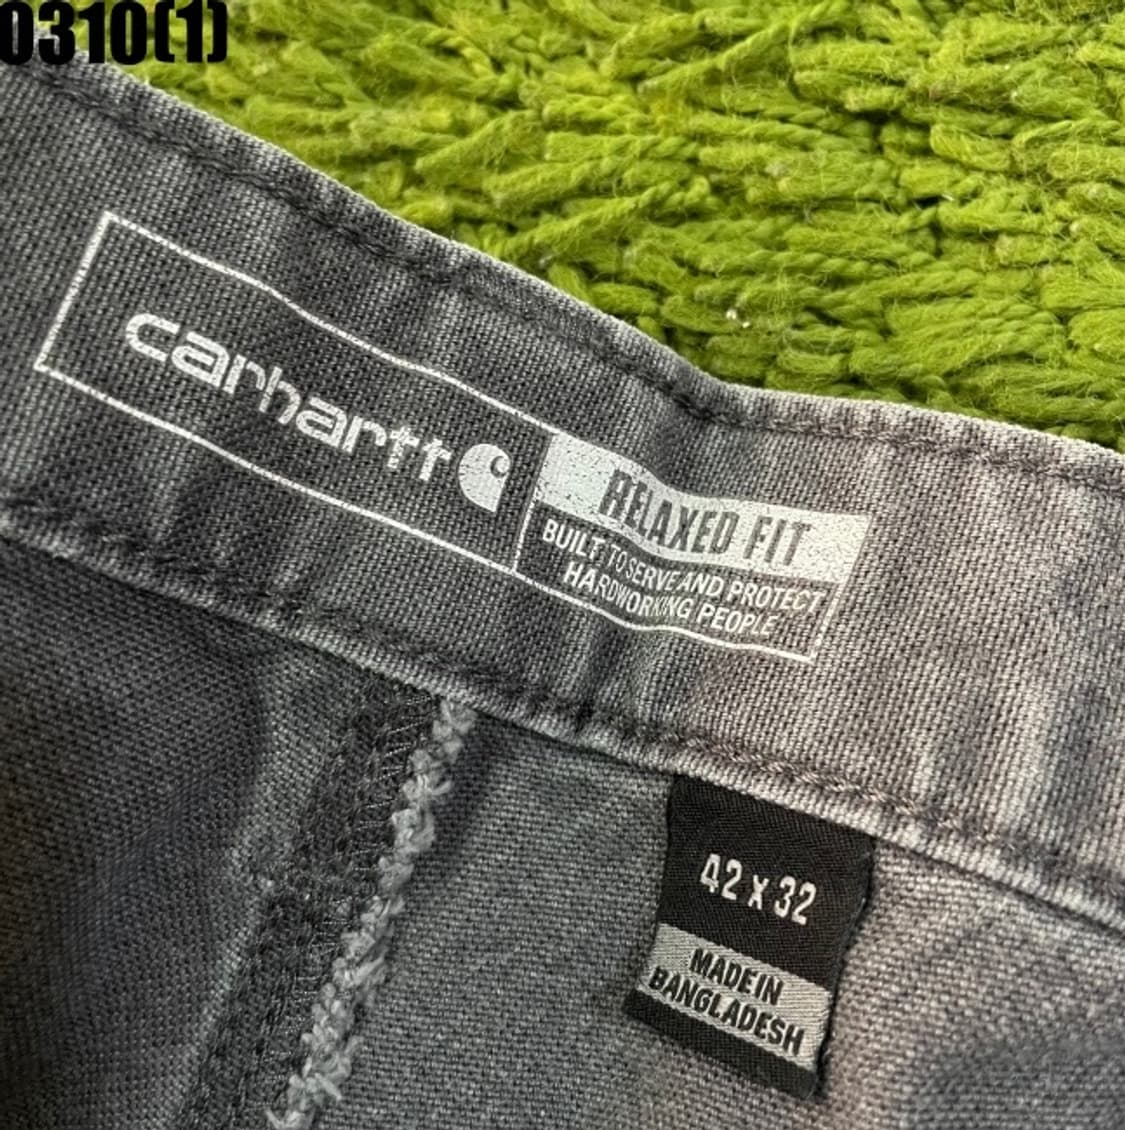 0310(1)
carhartt
RELAXED FIT
BUILT TO SERVE AND PROTECT
HARDWORKING PEOPLE
42 x 32
MADE IN
BANGLADESH